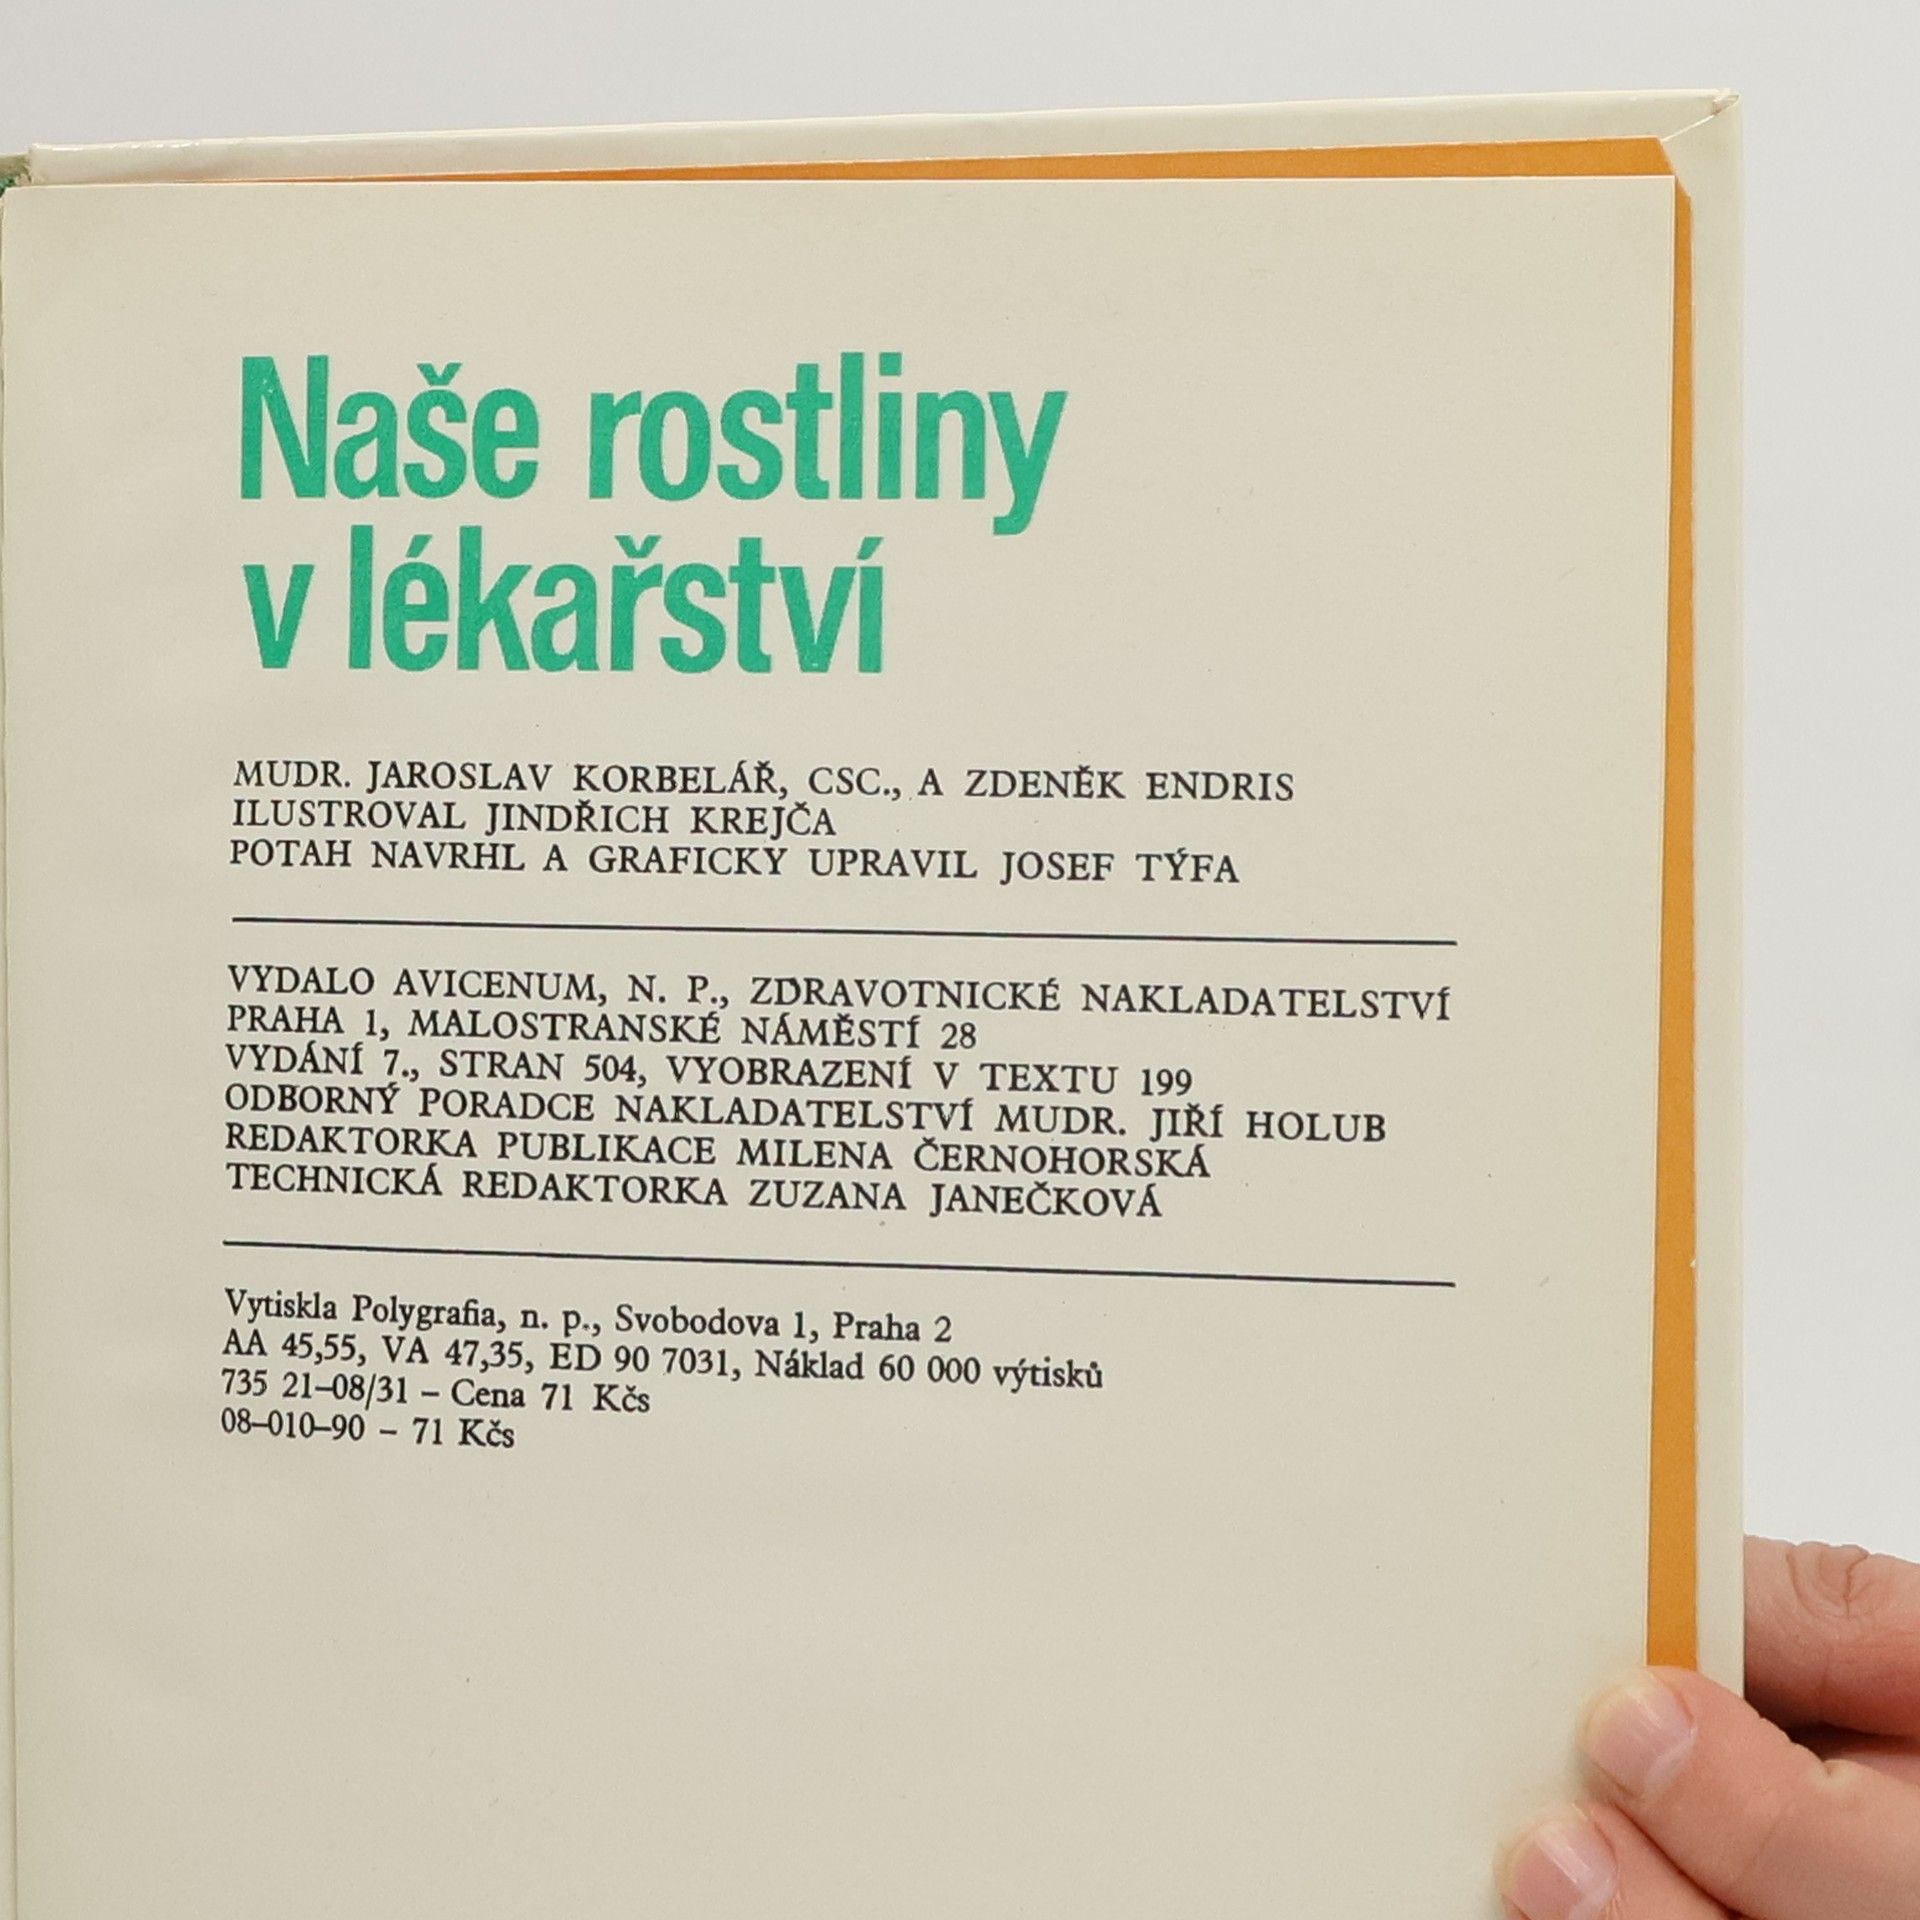 Naše rostliny
v lékařství
MUDR. JAROSLAV KORBELÁŘ, CSC., A ZDENĚK ENDRIS
ILUSTROVAL JINDŘICH KREJČA
POTAH NAVRHL A GRAFICKY UPRAVIL JOSEF TÝFA
VYDALO AVICENUM, N. P., ZDRAVOTNICKÉ NAKLADATELSTVÍ
PRAHA 1, MALOSTRANSKÉ NÁMĚSTÍ 28
VYDÁNÍ 7., STRAN 504, VYOBRAZENÍ V TEXTU 199
ODBORNÝ PORADCE NAKLADATELSTVÍ MUDR. JIŘÍ HOLUB
REDAKTORKA PUBLIKACE MILENA ČERNOHORSKÁ
TECHNICKÁ REDAKTORKA ZUZANA JANEČKOVÁ
Vytiskla Polygrafia, n. p., Svobodova 1, Praha 2
AA 45,55, VA 47,35, ED 90 7031, Náklad 60 000 výtisků
735 21–08/31 – Cena 71 Kčs
08–010–90 – 71 Kčs